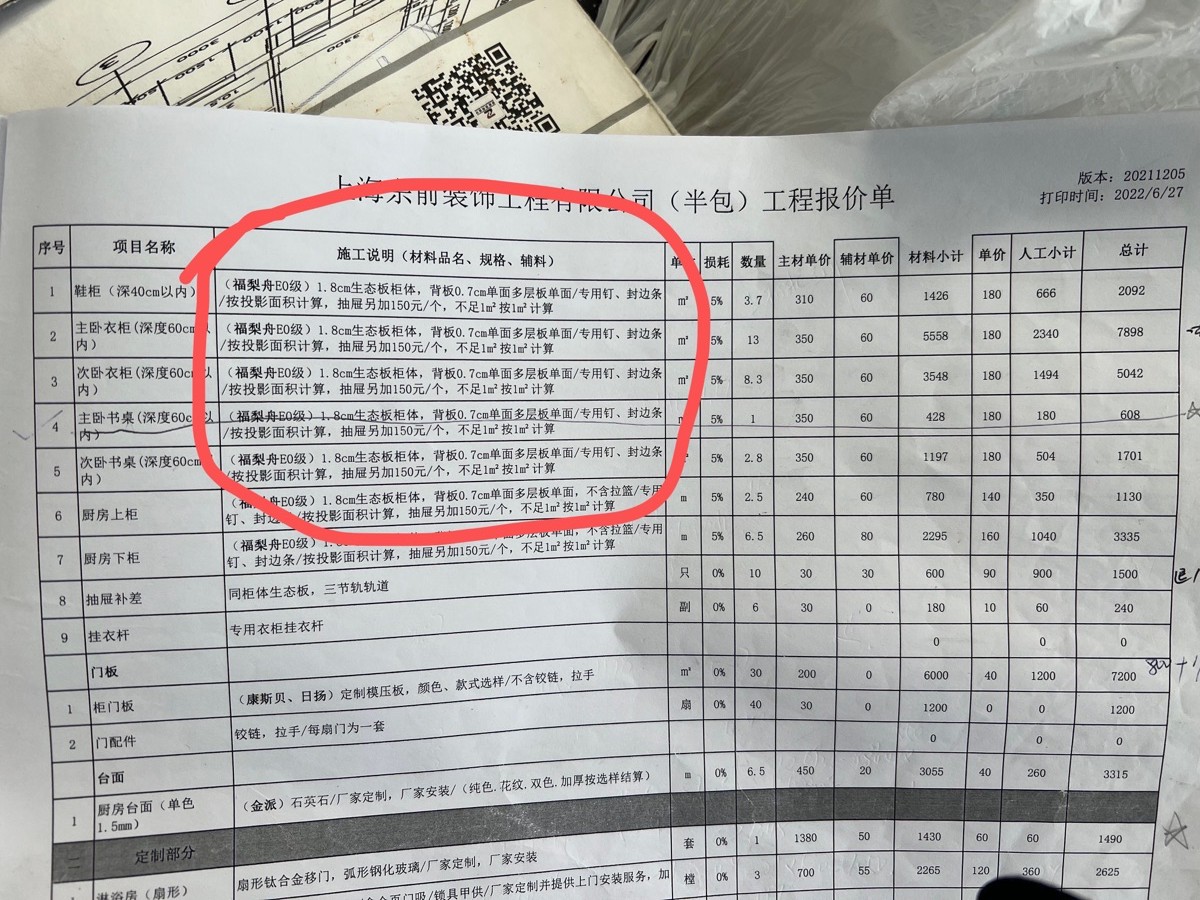 3
3000
1500
3300
版本：20211205
上海东前装饰工程有限公司（半包）工程报价单
打印时间：2022/6/27
序号 项目名称 施工说明（材料品名、规格、辅料） 损耗 数量 主材单价 辅材单价 材料小计 单价 人工小计 总计
1 鞋柜（深40cm以内） （福梨舟E0级）1.8cm生态板柜体，背板0.7cm单面多层板单面/专用钉、封边条 m² 5% 3.7 310 60 1426 180 666 2092
/按投影面积计算，抽屉另加150元/个，不足1m²按1m²计算
2 主卧衣柜(深度60cm以 （福梨舟E0级）1.8cm生态板柜体，背板0.7cm单面多层板单面/专用钉、封边条 m² 5% 13 350 60 5558 180 2340 7898
内） /按投影面积计算，抽屉另加150元/个，不足1m²按1m²计算
3 次卧衣柜(深度60cm以 （福梨舟E0级）1.8cm生态板柜体，背板0.7cm单面多层板单面/专用钉、封边条 m² 5% 8.3 350 60 3548 180 1494 5042
内） /按投影面积计算，抽屉另加150元/个，不足1m²按1m²计算
4 主卧书桌(深度60cm以 （福梨舟E0级）1.8cm生态板柜体，背板0.7cm单面多层板单面/专用钉、封边条 5% 1 350 60 428 180 180 608
内） /按投影面积计算，抽屉另加150元/个，不足1m²按1m²计算
5 次卧书桌(深度60cm （福梨舟E0级）1.8cm生态板柜体，背板0.7cm单面多层板单面/专用钉、封边条 5% 2.8 350 60 1197 180 504 1701
内） /按投影面积计算，抽屉另加150元/个，不足1m²按1m²计算
6 厨房上柜 （福梨舟E0级）1.8cm生态板柜体，背板0.7cm单面多层板单面，不含拉篮/专用 m 5% 2.5 240 60 780 140 350 1130
钉、封边条/按投影面积计算，抽屉另加150元/个，不足1m²按1m²计算
7 厨房下柜 （福梨舟E0级）单面多层板单面，不含拉篮/专用 m 5% 6.5 260 80 2295 160 1040 3335
钉、封边条/按投影面积计算，抽屉另加150元/个，不足1m²按1m²计算
8 抽屉补差 同柜体生态板，三节轨轨道 只 0% 10 30 30 600 90 900 1500
9 挂衣杆 专用衣柜挂衣杆 副 0% 6 30 0 180 10 60 240
门板 0 0 0
1 柜门板 （康斯贝、日扬）定制模压板，颜色、款式选样/不含铰链，拉手 m² 0% 30 200 0 6000 40 1200 7200
2 门配件 铰链，拉手/每扇门为一套 扇 0% 40 30 0 1200 0 0 1200
台面 0 0 0
1 厨房台面（单色 （金派）石英石/厂家定制，厂家安装/（纯色.花纹.双色.加厚按选样结算） m 0% 6.5 450 20 3055 40 260 3315
1.5mm）
二 定制部分
1 淋浴房（扇形） 扇形钛合金移门，弧形钢化玻璃/厂家定制，厂家安装 套 0% 1 1380 50 1430 60 60 1490
门吸/锁具甲供/厂家定制并提供上门安装服务，加 樘 0% 3 700 55 2265 120 360 2625